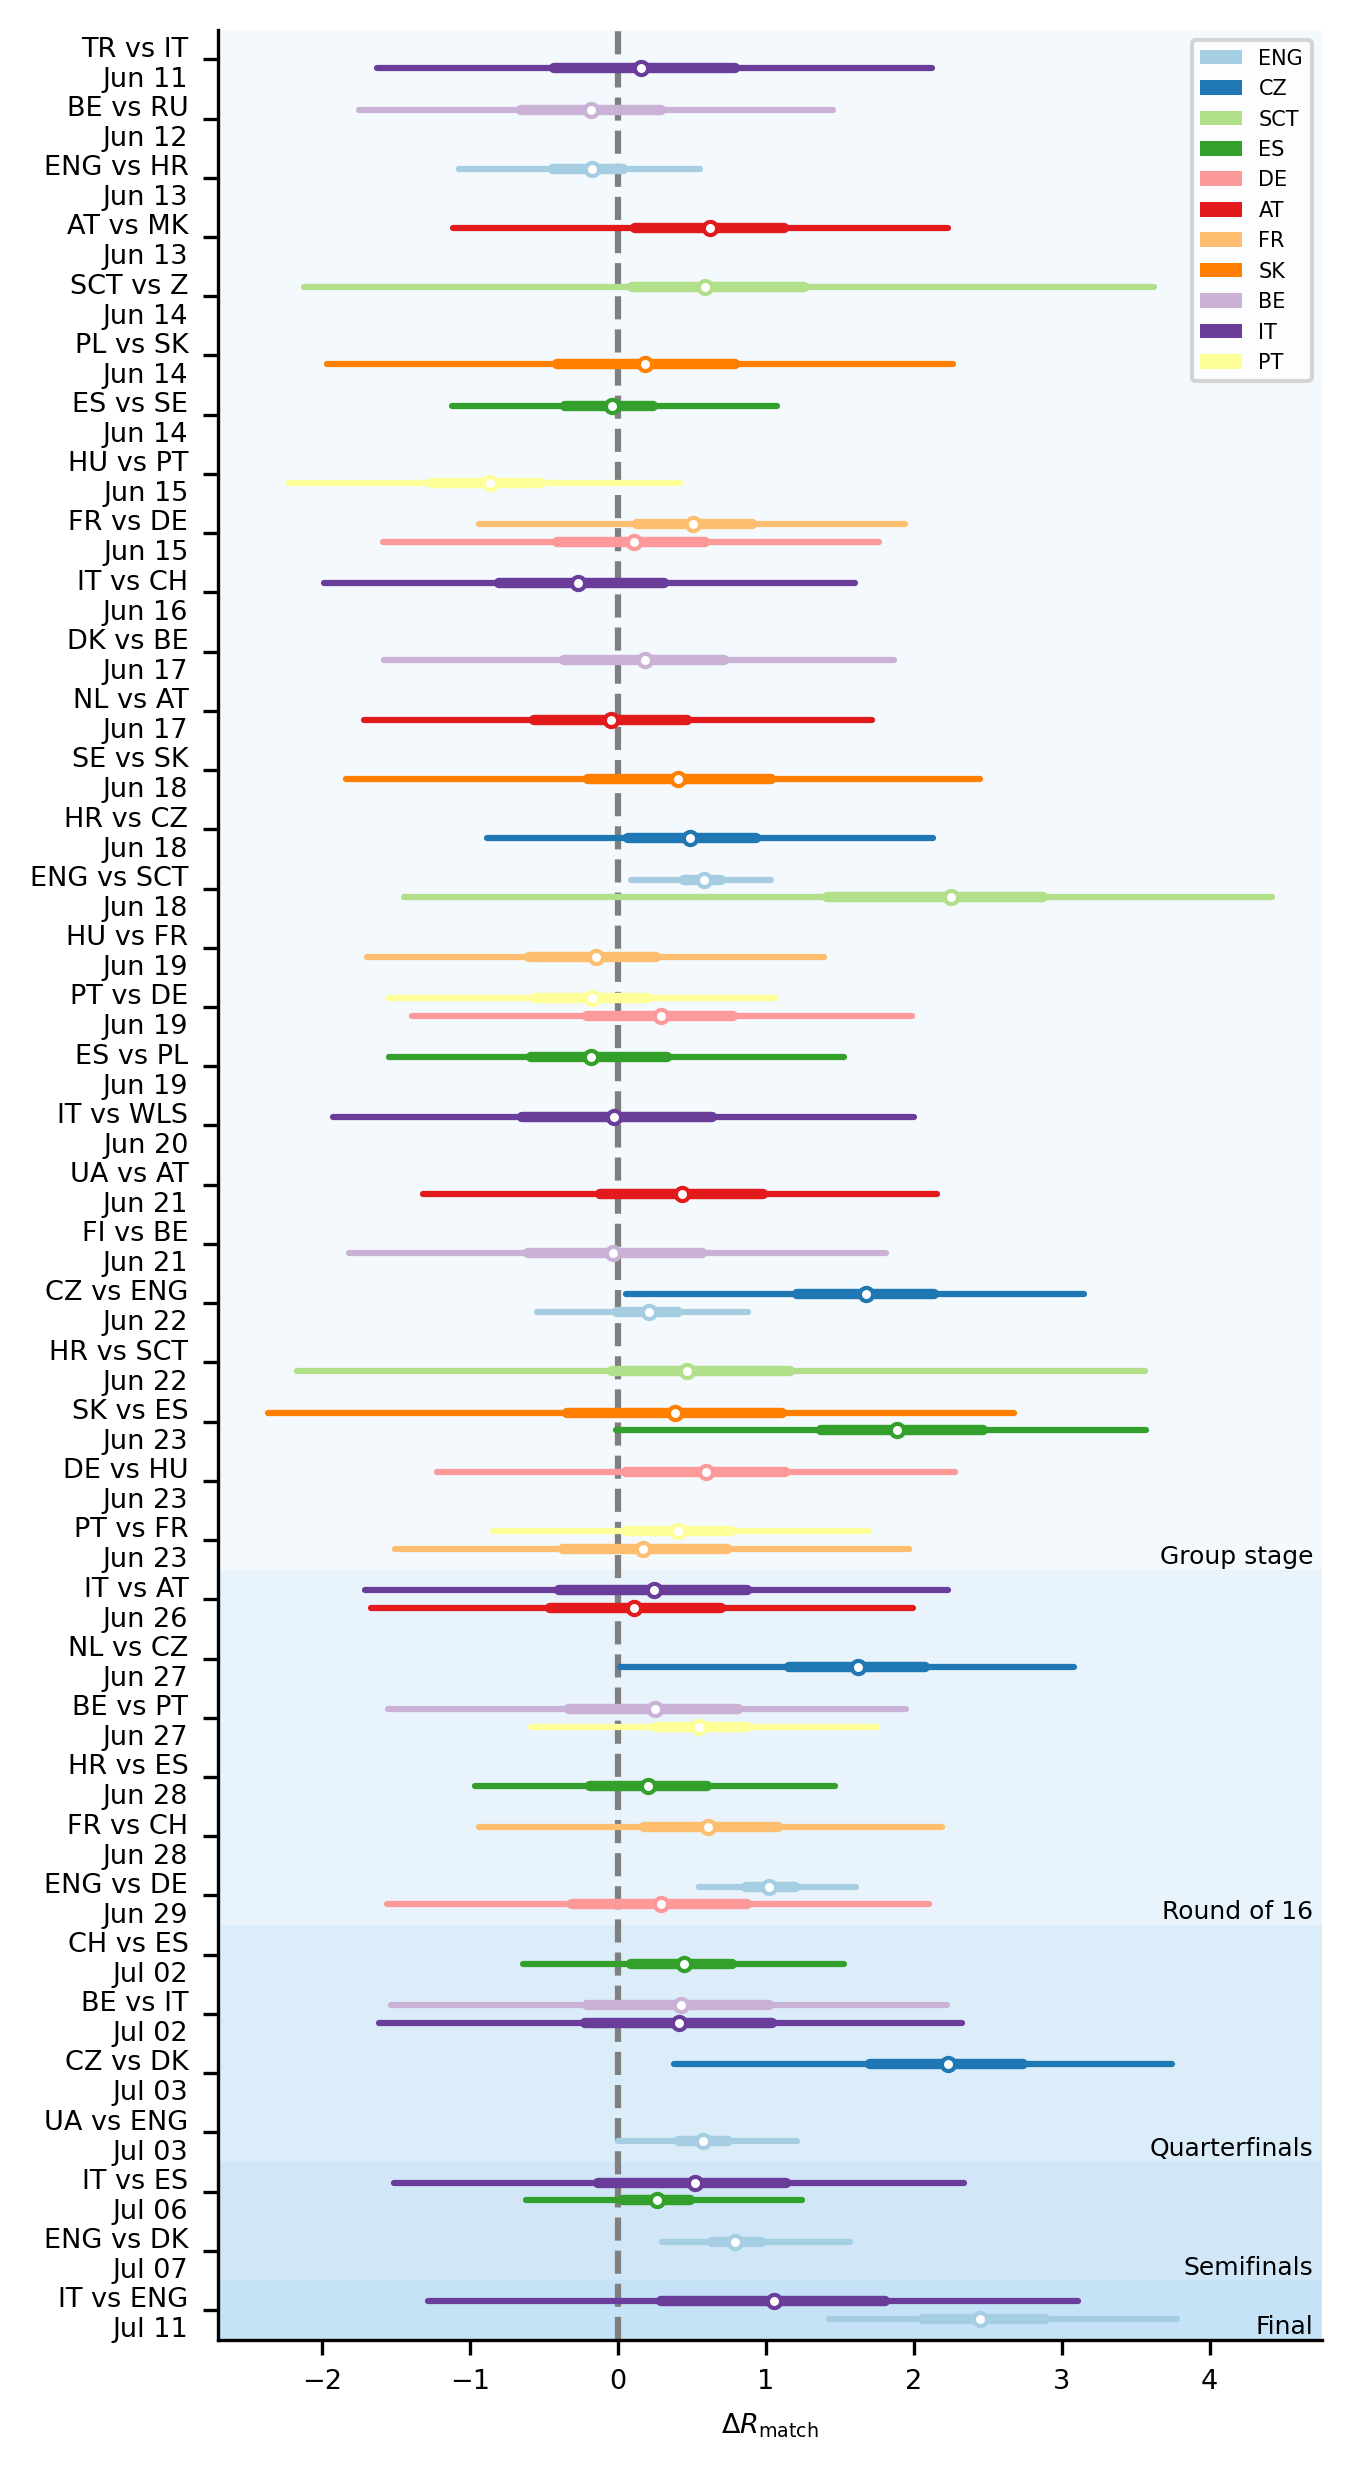 TR vs IT
Jun 11
BE vs RU
Jun 12
ENG vs HR
Jun 13
AT vs MK
Jun 13
SCT vs Z
Jun 14
PL vs SK
Jun 14
ES vs SE
Jun 14
HU vs PT
Jun 15
FR vs DE
Jun 15
IT vs CH
Jun 16
DK vs BE
Jun 17
NL vs AT
Jun 17
SE vs SK
Jun 18
HR vs CZ
Jun 18
ENG vs SCT
Jun 18
HU vs FR
Jun 19
PT vs DE
Jun 19
ES vs PL
Jun 19
IT vs WLS
Jun 20
UA vs AT
Jun 21
FI vs BE
Jun 21
CZ vs ENG
Jun 22
HR vs SCT
Jun 22
SK vs ES
Jun 23
DE vs HU
Jun 23
PT vs FR
Jun 23
IT vs AT
Jun 26
NL vs CZ
Jun 27
BE vs PT
Jun 27
HR vs ES
Jun 28
FR vs CH
Jun 28
ENG vs DE
Jun 29
CH vs ES
Jul 02
BE vs IT
Jul 02
CZ vs DK
Jul 03
UA vs ENG
Jul 03
IT vs ES
Jul 06
ENG vs DK
Jul 07
IT vs ENG
Jul 11
ENG
CZ
SCT
ES
DE
AT
FR
SK
BE
IT
PT
Group stage
Round of 16
Quarterfinals
Semifinals
Final
−2 −1 0 1 2 3 4
ΔR_match